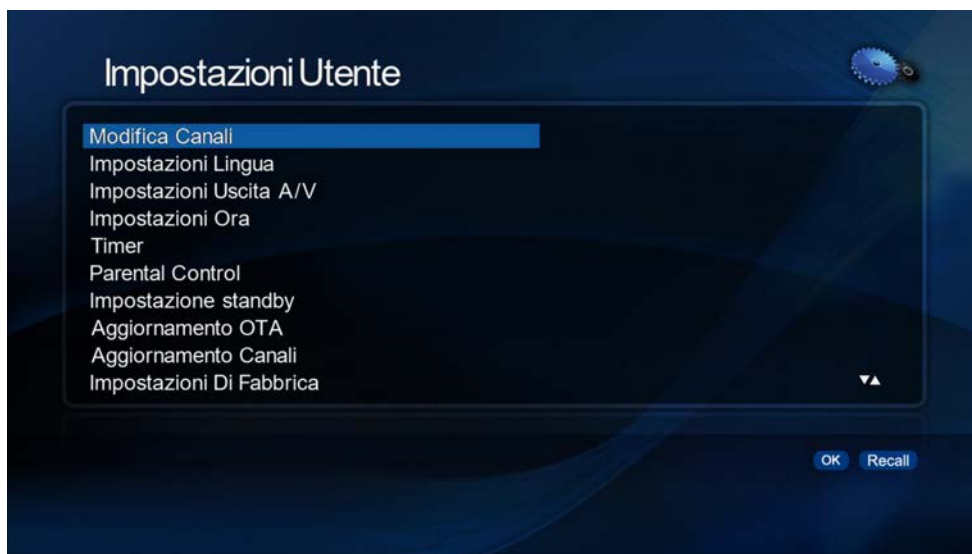 Impostazioni Utente
Modifica Canali
Impostazioni Lingua
Impostazioni Uscita A/V
Impostazioni Ora
Timer
Parental Control
Impostazione standby
Aggiornamento OTA
Aggiornamento Canali
Impostazioni Di Fabbrica
OK Recall